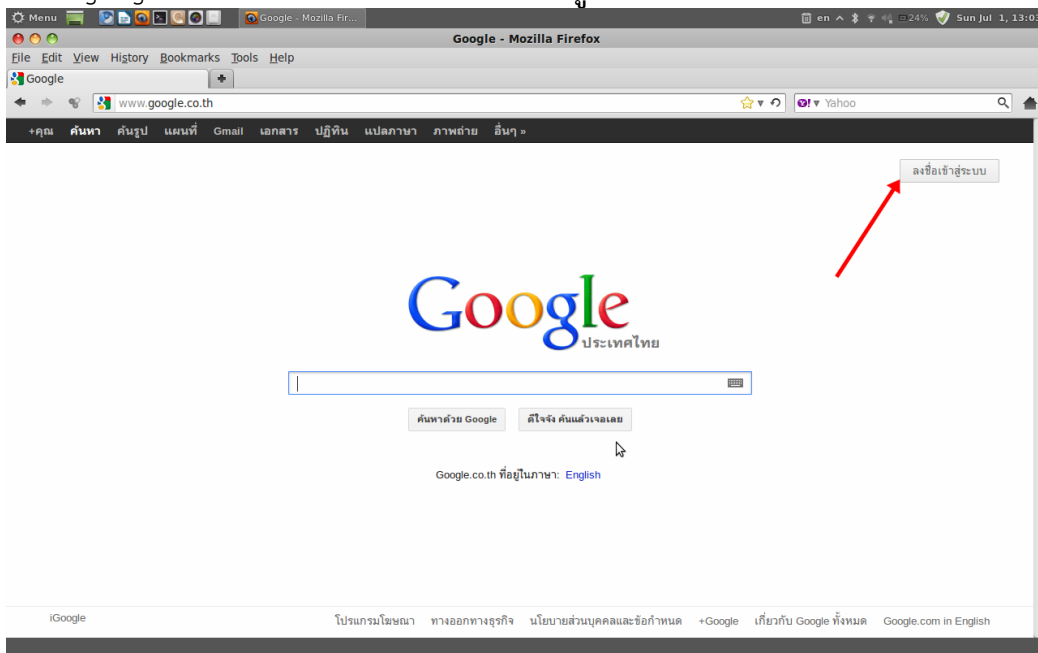 Menu Google - Mozilla Fir... en 24% Sun Jul 1, 13:03
Google - Mozilla Firefox
File Edit View History Bookmarks Tools Help
Google
www.google.co.th Yahoo
+คุณ ค้นหา ค้นรูป แผนที่ Gmail เอกสาร ปฏิทิน แปลภาษา ภาพถ่าย อื่นๆ »
ลงชื่อเข้าสู่ระบบ
Google
ประเทศไทย
ค้นหาด้วย Google ดีใจจัง ค้นแล้วเจอเลย
Google.co.th ที่อยู่ในภาษา: English
iGoogle โปรแกรมโฆษณา ทางออกทางธุรกิจ นโยบายส่วนบุคคลและข้อกำหนด +Google เกี่ยวกับ Google ทั้งหมด Google.com in English